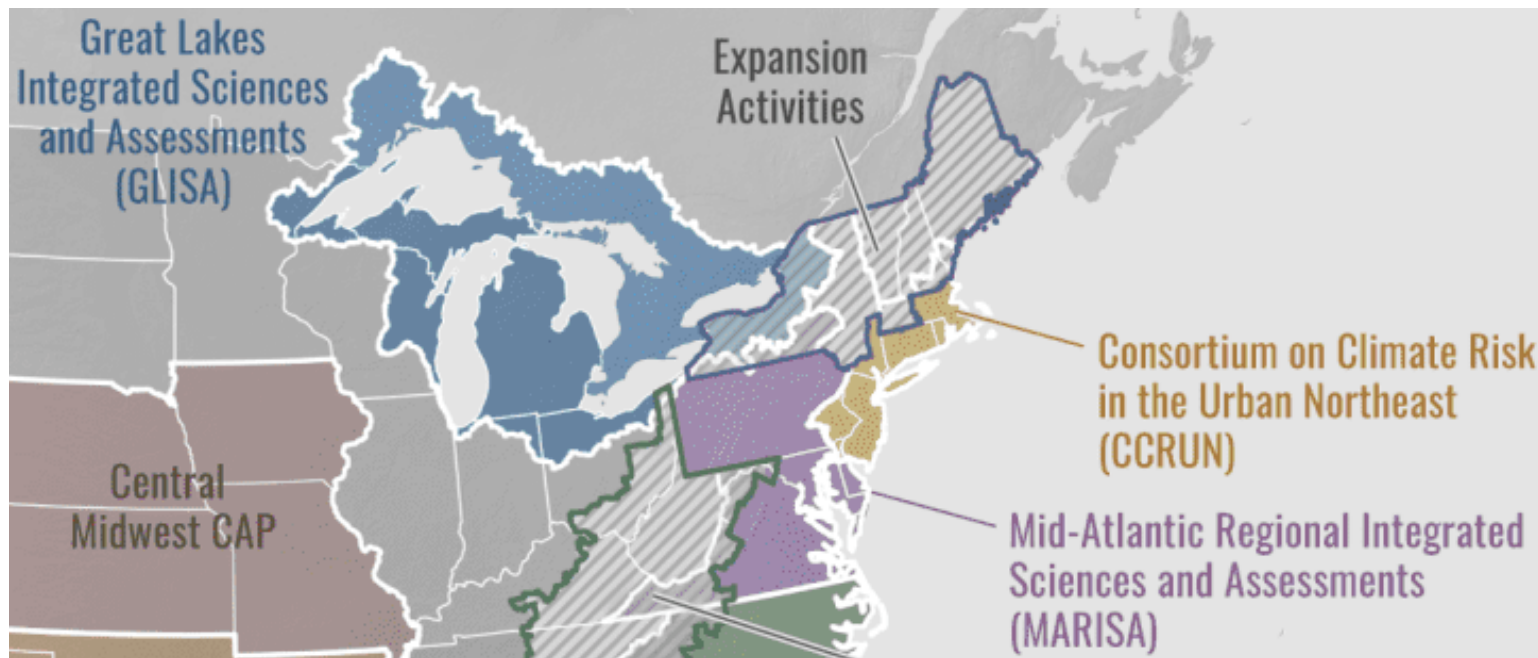 Great Lakes
Integrated Sciences
and Assessments
(GLISA)
Expansion
Activities
Consortium on Climate Risk
in the Urban Northeast
(CCRUN)
Central
Midwest CAP
Mid-Atlantic Regional Integrated
Sciences and Assessments
(MARISA)